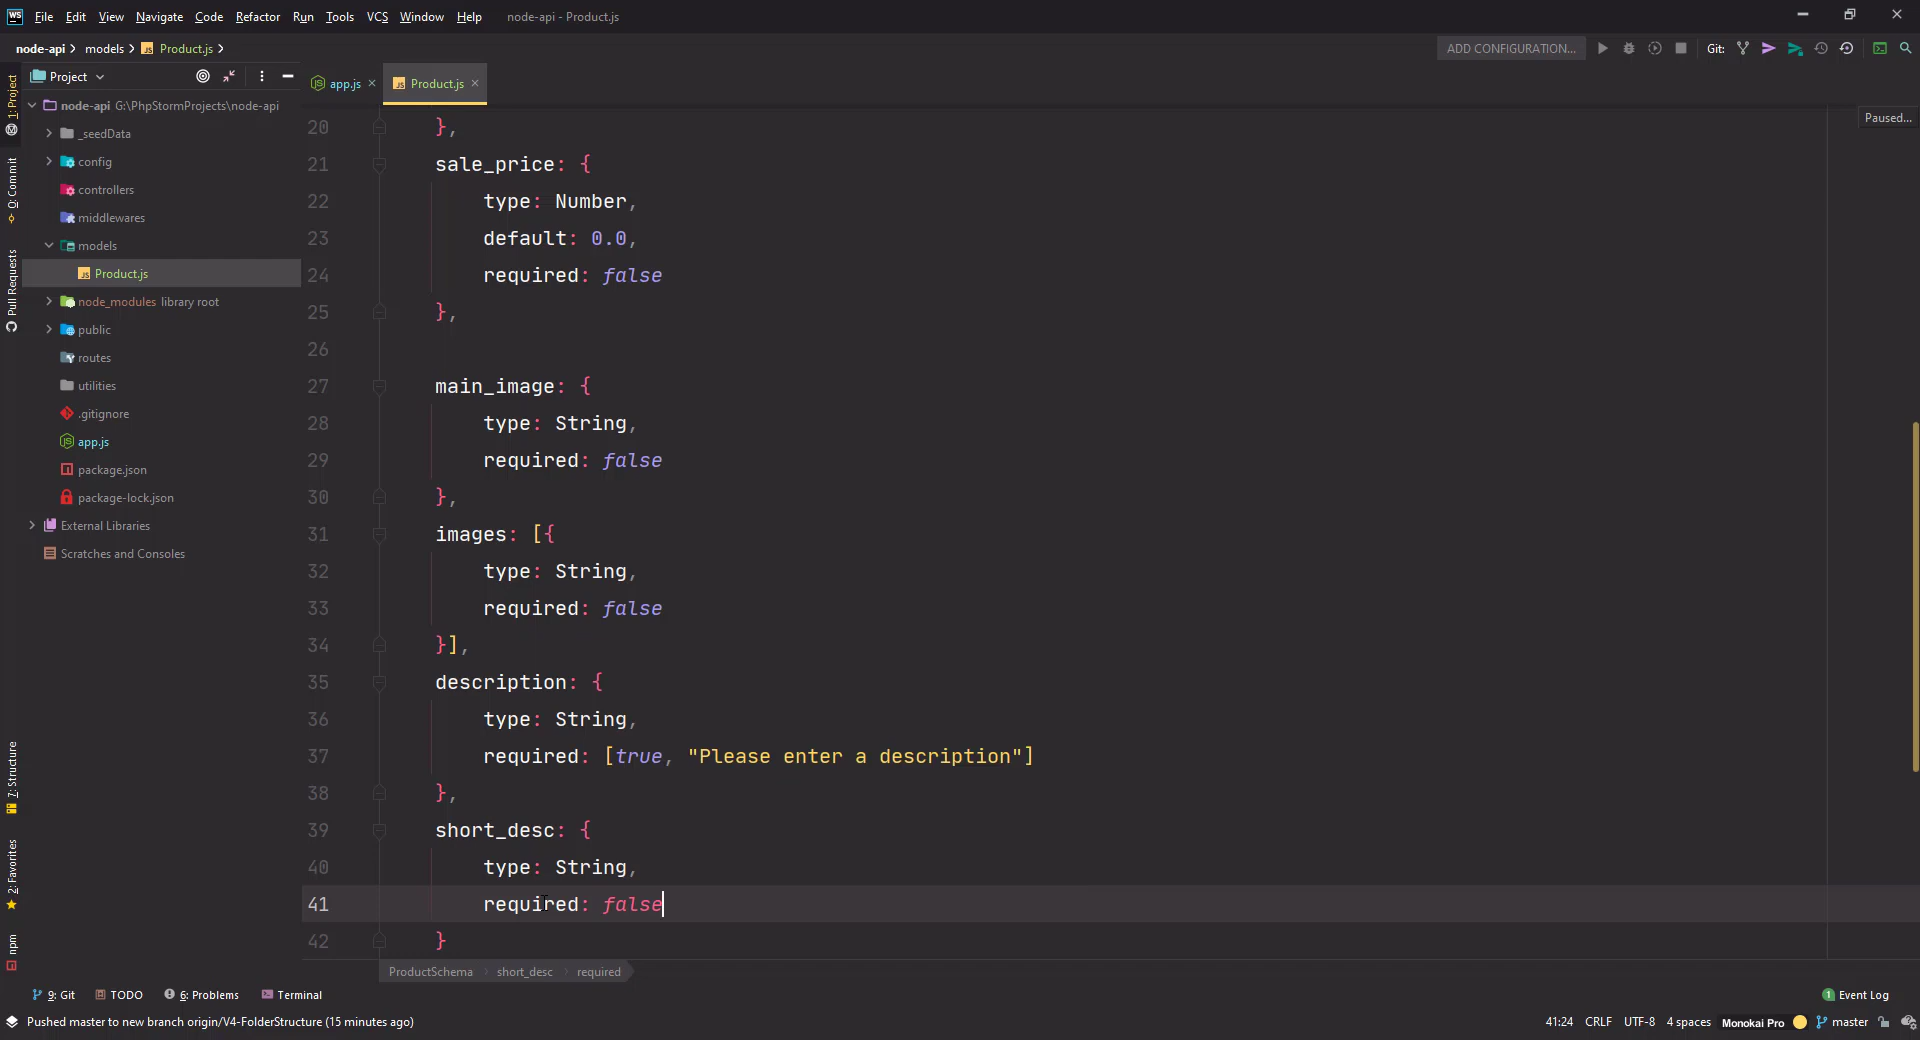 WS File Edit View Navigate Code Refactor Run Tools VCS Window Help node-api - Product.js
node-api models JS Product.js ADD CONFIGURATION... Git:
Project app.js Product.js
node-api G:\PhpStormProjects\node-api
_seedData
config
controllers
middlewares
models
Product.js
node_modules library root
public
routes
utilities
.gitignore
app.js
package.json
package-lock.json
External Libraries
Scratches and Consoles
1: Project
0: Commit
Pull Requests
7: Structure
2: Favorites
npm
Paused...
20 },
21 sale_price: {
22 type: Number,
23 default: 0.0,
24 required: false
25 },
26
27 main_image: {
28 type: String,
29 required: false
30 },
31 images: [{
32 type: String,
33 required: false
34 }],
35 description: {
36 type: String,
37 required: [true, "Please enter a description"]
38 },
39 short_desc: {
40 type: String,
41 required: false
42 }
ProductSchema short_desc required
9: Git TODO 6: Problems Terminal 1 Event Log
Pushed master to new branch origin/V4-FolderStructure (15 minutes ago) 41:24 CRLF UTF-8 4 spaces Monokai Pro master